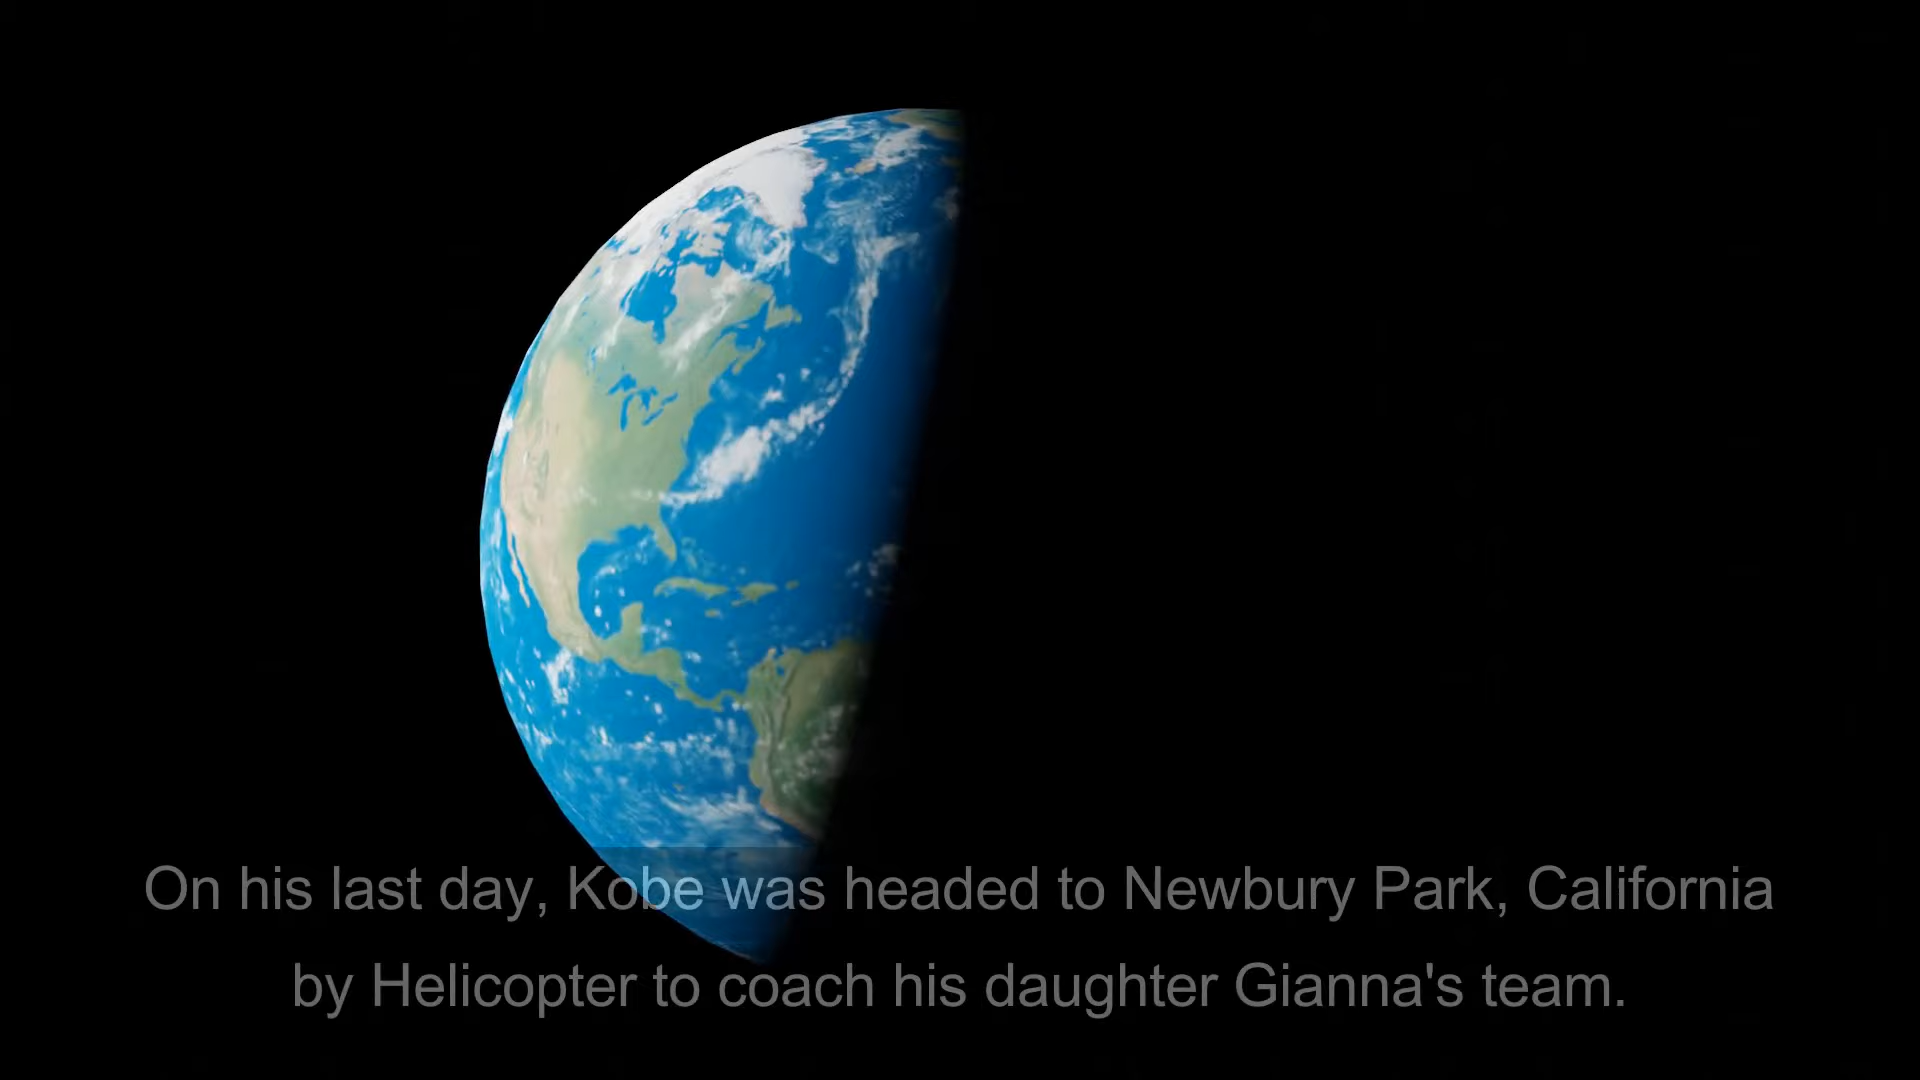 On his last day, Kobe was headed to Newbury Park, California
by Helicopter to coach his daughter Gianna's team.